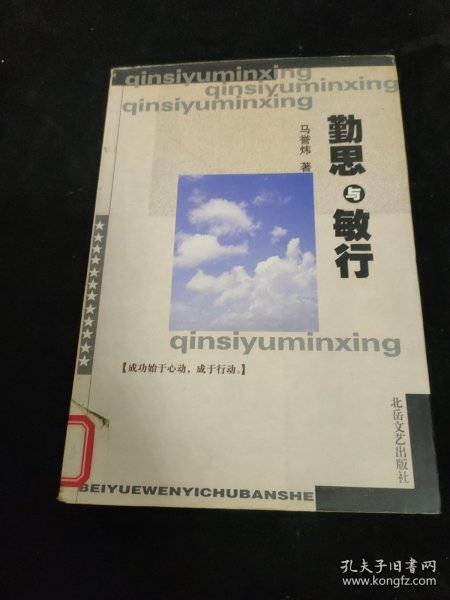 qinsiyuminxing
qinsiyuminxing
qinsiyuminxing
勤思与敏行
马誉炜 著
qinsiyuminxing
【成功始于心动，成于行动。】
北岳文艺出版社
BEIYUEWENYICHUBANSHE
孔夫子旧书网
www.kongfz.com